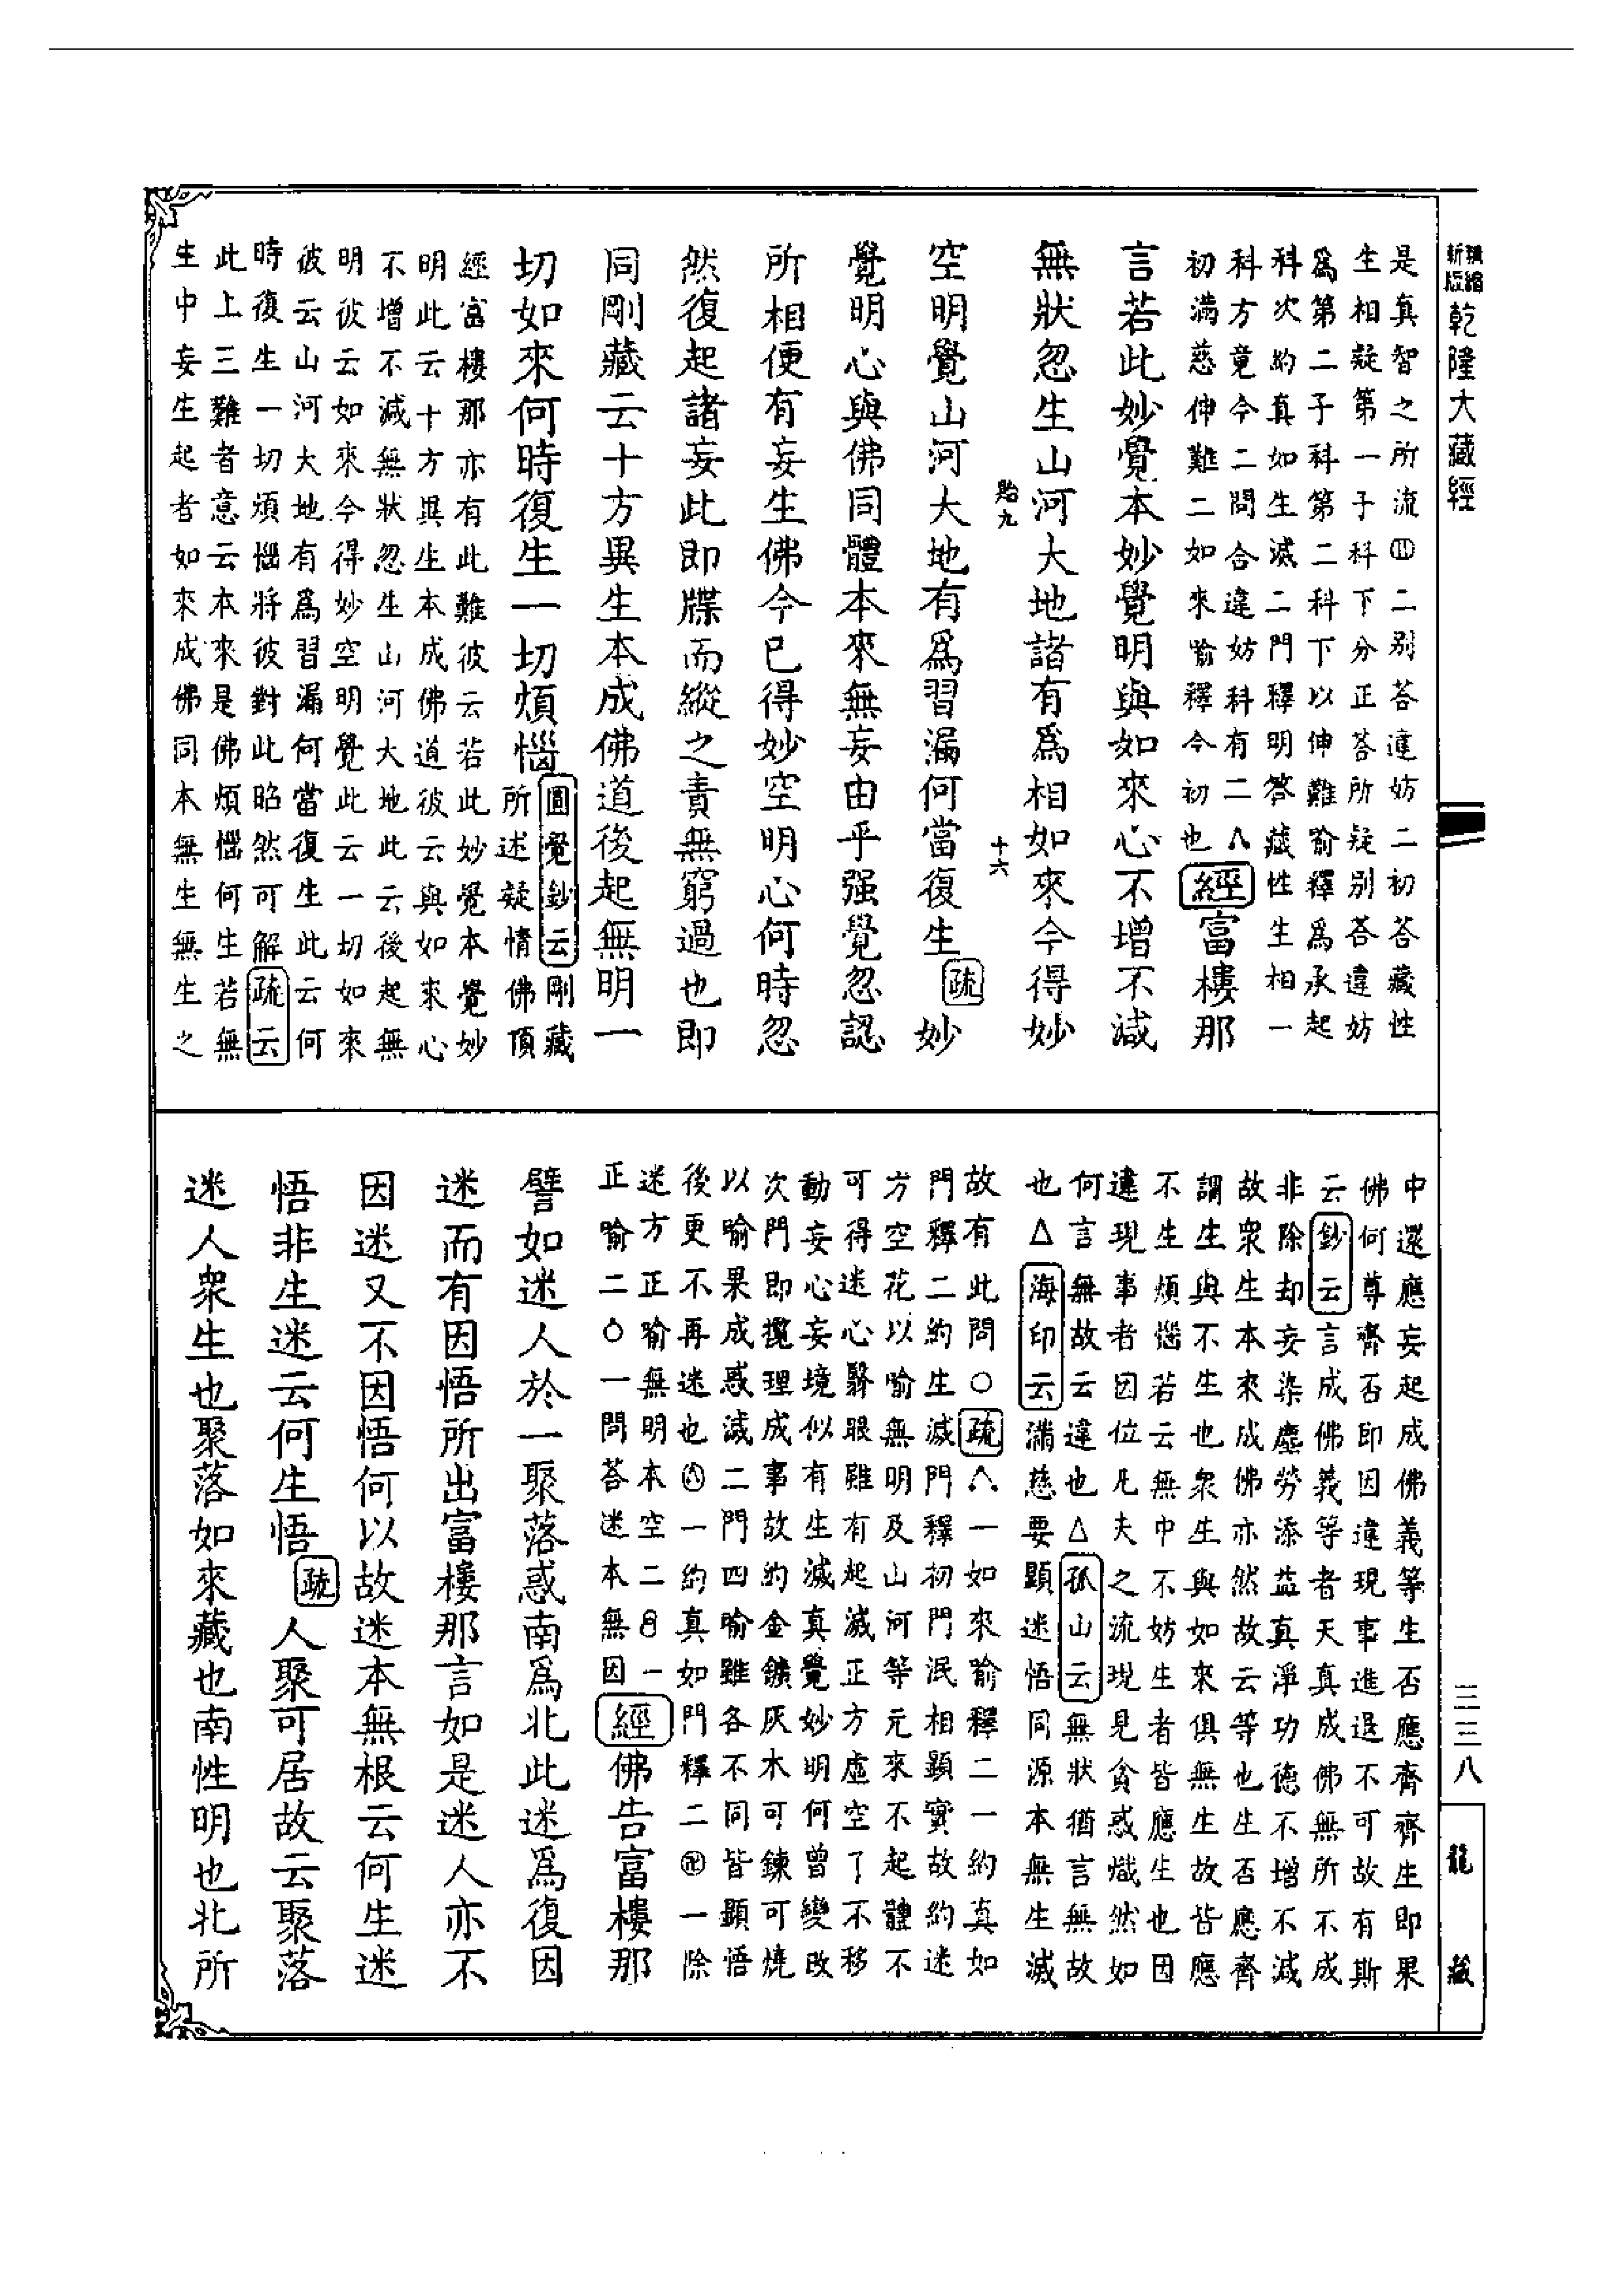 精縮新版乾隆大藏經
是真智之所流㊂二別荅違妨二初荅藏性
生相疑第一子科下分正荅所疑別荅違妨
為第二子科第二科下以伸難喻釋為承起
科次約真如生滅二門釋明荅藏性生相一
科方竟今二問合違妨科有二八
初滿慈伸難二如來喻釋今初也經富樓那
言若此妙覺本妙覺明與如來心不增不減
無狀忽生山河大地諸有為相如來今得妙
貽九
十六
空明覺山河大地有為習漏何當復生疏妙
覺明心與佛同體本來無妄由乎强覺忽認
所相便有妄生佛今已得妙空明心何時忽
然復起諸妄此即牒而縱之責無窮過也即
同剛藏云十方異生本成佛道後起無明一
切如來何時復生一切煩惱圓覺鈔云剛藏
所述疑情佛頂
經富樓那亦有此難彼云若此妙覺本覺妙
明此云十方異生本成佛道彼云與如來心
不增不減無狀忽生山河大地此云後起無
明彼云如來今得妙空明覺此云一切如來
彼云山河大地有為習漏何當復生此云何
時復生一切煩惱將彼對此昭然可解疏云
此上三難者意云本來是佛煩惱何生若無
生中妄生起者如來成佛同本無生無生之
中還應妄起成佛義等生否應齊齊生即果
佛何尊齊否即因違現事進退不可故有斯
云鈔云言成佛義等者天真成佛無所不成
非除却妄染塵勞添益真淨功德不增不減
故衆生本來成佛亦然故云等也生否應齊
謂生與不生也衆生與如來俱無生故皆應
不生煩惱若云無中不妨生者皆應生也因
違現事者因位凡夫之流現見貪惑熾然如
何言無故云違也△孤山云無狀猶言無故
也△海印云滿慈要顯迷悟同源本無生滅
故有此問○疏八一如來喻釋二一約真如
門釋二約生滅門釋初門泯相顯實故約迷
方空花以喻無明及山河等元來不起體不
可得迷心翳眼雖有起滅正方虛空了不移
動妄心妄境似有生滅真覺妙明何曾變改
次門即攬理成事故約金鑛灰木可鍊可燒
以喻果成惑滅二門四喻雖各不同皆顯悟
後更不再迷也㊅一約真如門釋二㊆一除
迷方正喻無明本空二㊇一
正喻二○一問荅迷本無因經佛告富樓那
譬如迷人於一聚落惑南為北此迷為復因
迷而有因悟所出富樓那言如是迷人亦不
因迷又不因悟何以故迷本無根云何生迷
悟非生迷云何生悟疏人聚可居故云聚落
迷人衆生也聚落如來藏也南性明也北所
三三八
龍藏